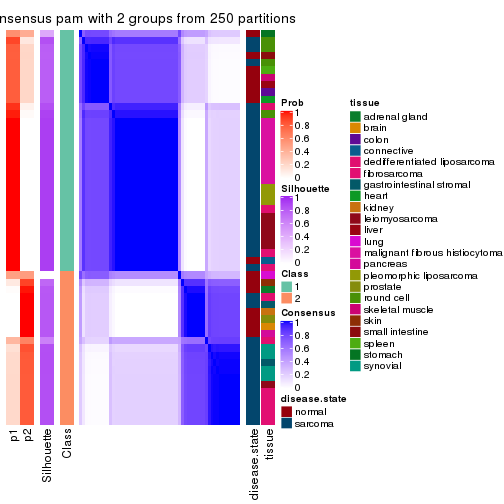 nsensus pam with 2 groups from 250 partitions
p1
p2
Silhouette
Class
disease.state
tissue
Prob
1
0.8
0.6
0.4
0.2
0
Silhouette
1
0.8
0.6
0.4
0.2
0
Class
1
2
Consensus
1
0.8
0.6
0.4
0.2
0
disease.state
normal
sarcoma
tissue
adrenal gland
brain
colon
connective
dedifferentiated liposarcoma
fibrosarcoma
gastrointestinal stromal
heart
kidney
leiomyosarcoma
liver
lung
malignant fibrous histiocytoma
pancreas
pleomorphic liposarcoma
prostate
round cell
skeletal muscle
skin
small intestine
spleen
stomach
synovial